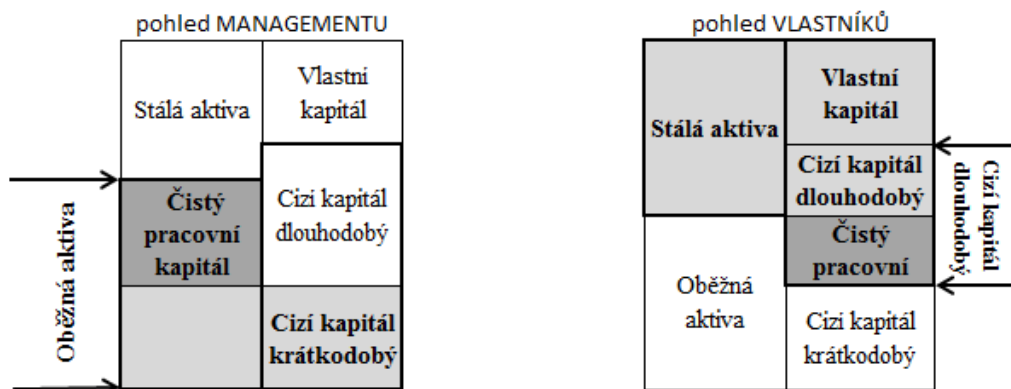 pohled MANAGEMENTU
Stálá aktiva
Vlastní
kapitál
Čistý
pracovní
kapitál
Cizí kapitál
dlouhodobý
Cizí kapitál
krátkodobý
Oběžná aktiva
pohled VLASTNÍKŮ
Stálá aktiva
Vlastní
kapitál
Cizí kapitál
dlouhodobý
Čistý
pracovní
Oběžná
aktiva
Cizí kapitál
krátkodobý
Cizí kapitál
dlouhodobý